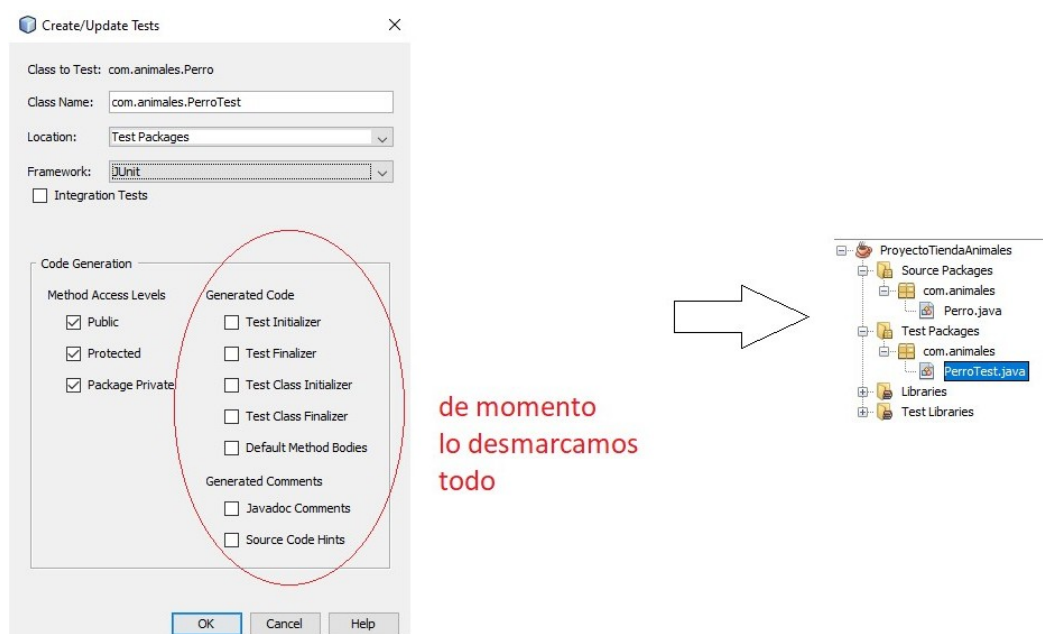 Create/Update Tests
Class to Test: com.animales.Perro
Class Name: com.animales.PerroTest
Location: Test Packages
Framework: JUnit
Integration Tests
Code Generation
Method Access Levels
Public
Protected
Package Private
Generated Code
Test Initializer
Test Finalizer
Test Class Initializer
Test Class Finalizer
Default Method Bodies
Generated Comments
Javadoc Comments
Source Code Hints
OK
Cancel
Help
de momento
lo desmarcamos
todo
ProyectoTiendaAnimales
Source Packages
com.animales
Perro.java
Test Packages
com.animales
PerroTest.java
Libraries
Test Libraries